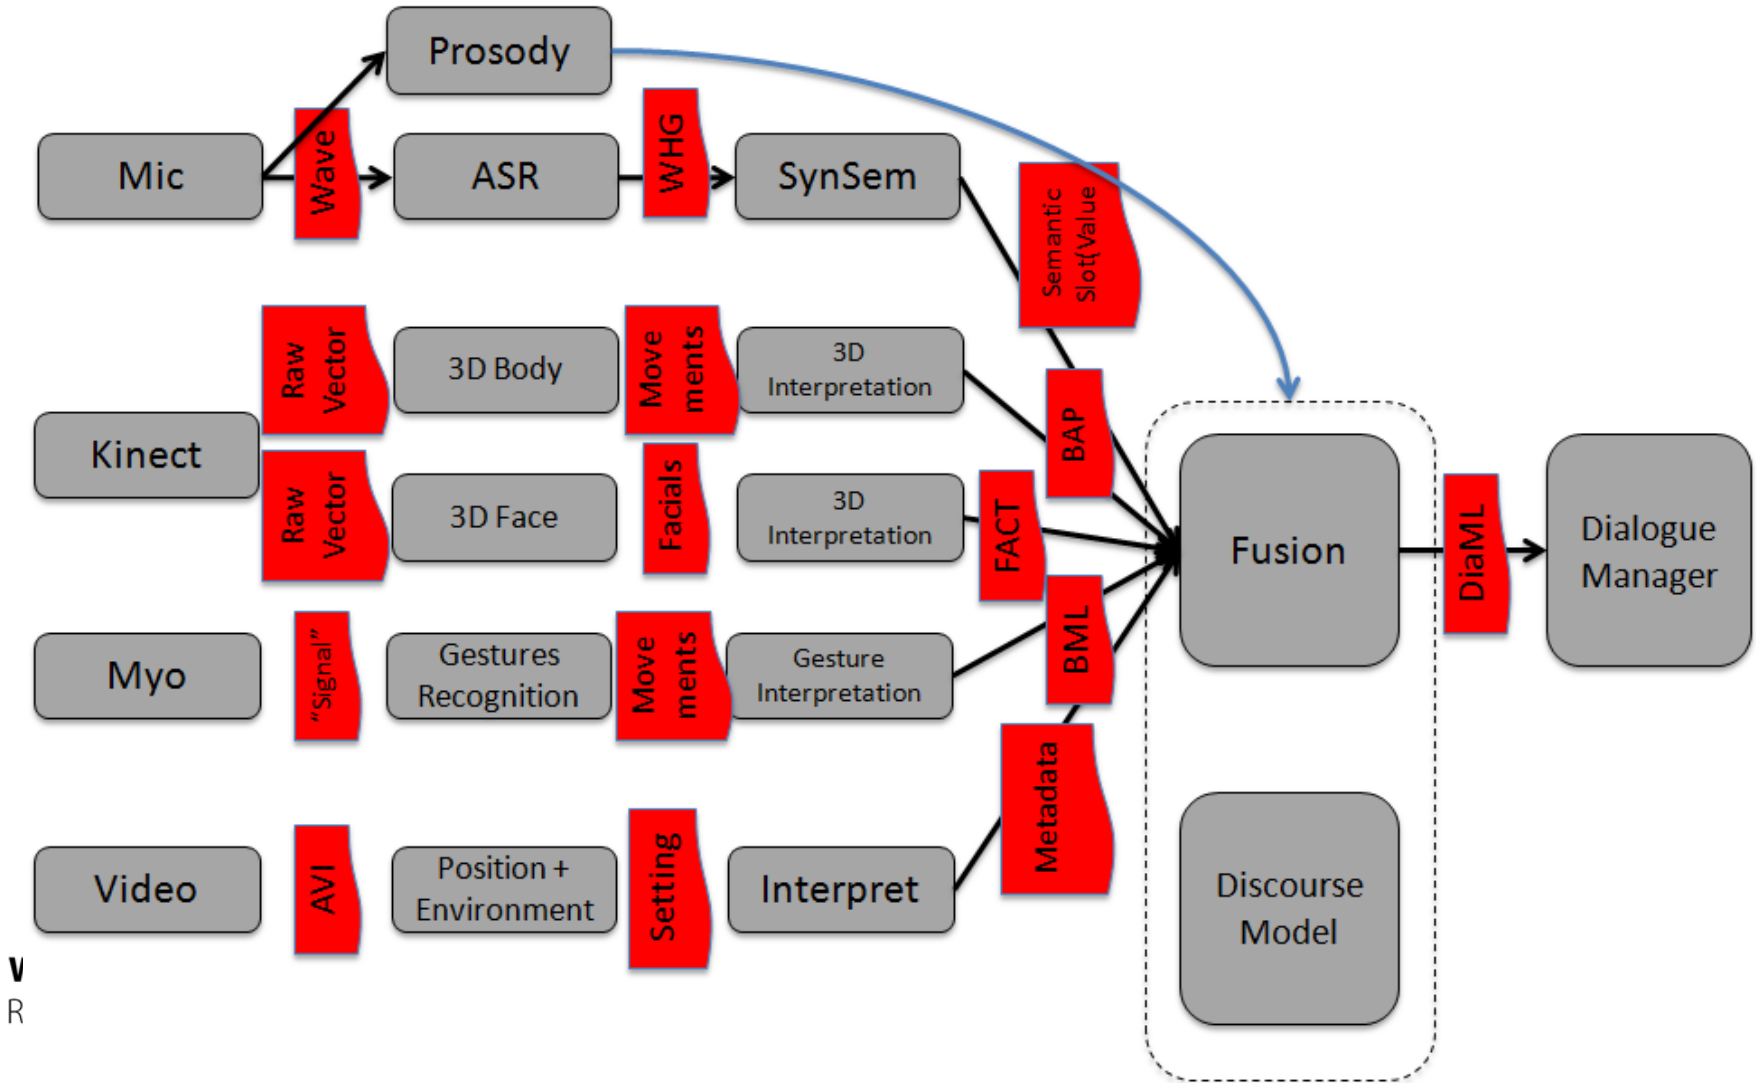 Prosody
Mic
Wave
ASR
WHG
SynSem
Semantic
Slot(Value
Raw
Vector
3D Body
Move
ments
3D
Interpretation
BAP
Kinect
Raw
Vector
3D Face
Facials
3D
Interpretation
FACT
Fusion
DiaML
Dialogue
Manager
Myo
“Signal”
Gestures
Recognition
Move
ments
Gesture
Interpretation
BML
Metadata
Video
AVI
Position +
Environment
Setting
Interpret
Discourse
Model
R